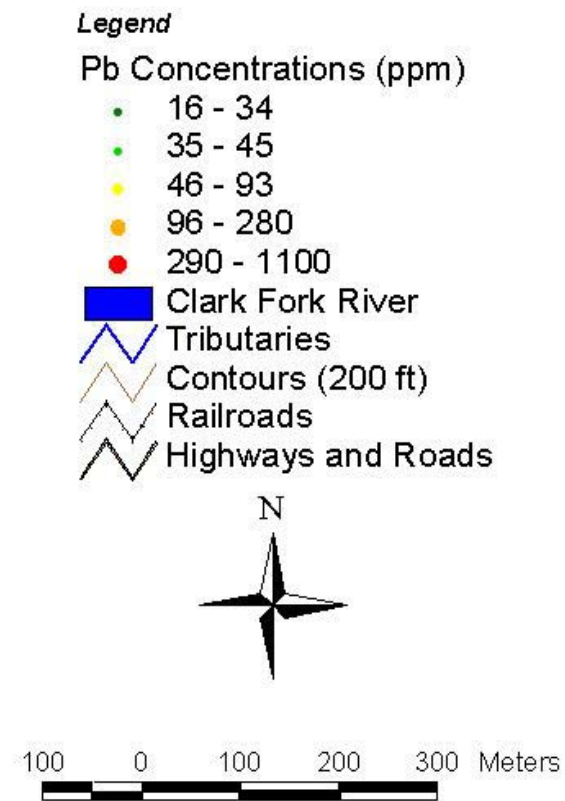 Legend
Pb Concentrations (ppm)
16 - 34
35 - 45
46 - 93
96 - 280
290 - 1100
Clark Fork River
Tributaries
Contours (200 ft)
Railroads
Highways and Roads
N
100 0 100 200 300 Meters